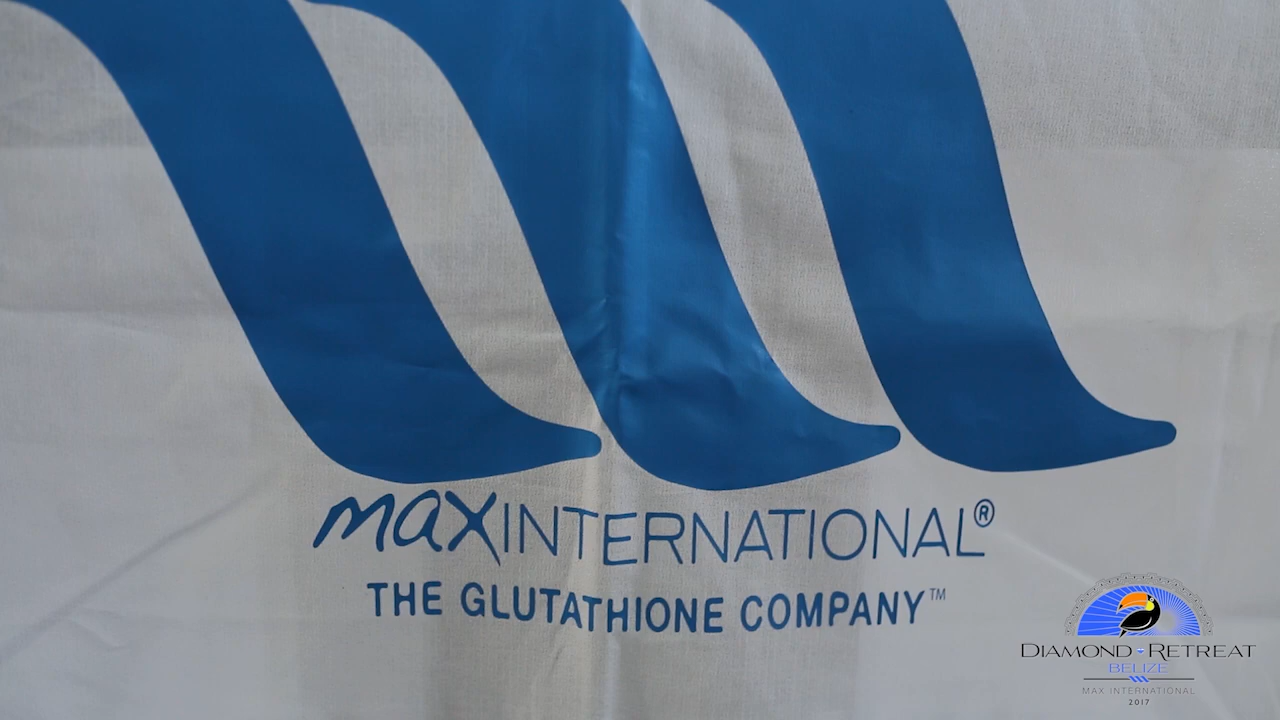 maxINTERNATIONAL®
THE GLUTATHIONE COMPANY™
DIAMOND RETREAT
BELIZE
MAX INTERNATIONAL
2017